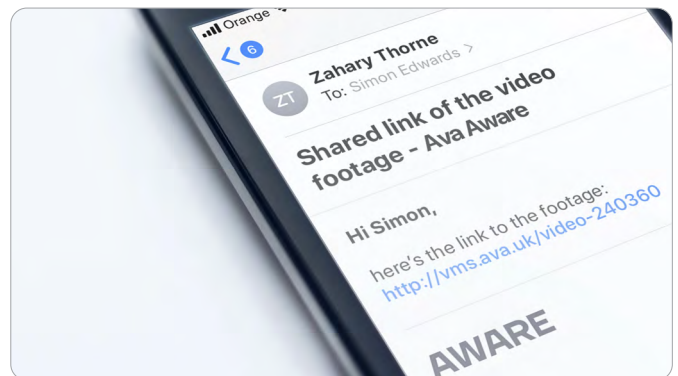 Orange
6
ZT
Zahary Thorne
To: Simon Edwards >
Shared link of the video
footage - Ava Aware
Hi Simon,
here's the link to the footage:
http://vms.ava.uk/video-240360
AWARE